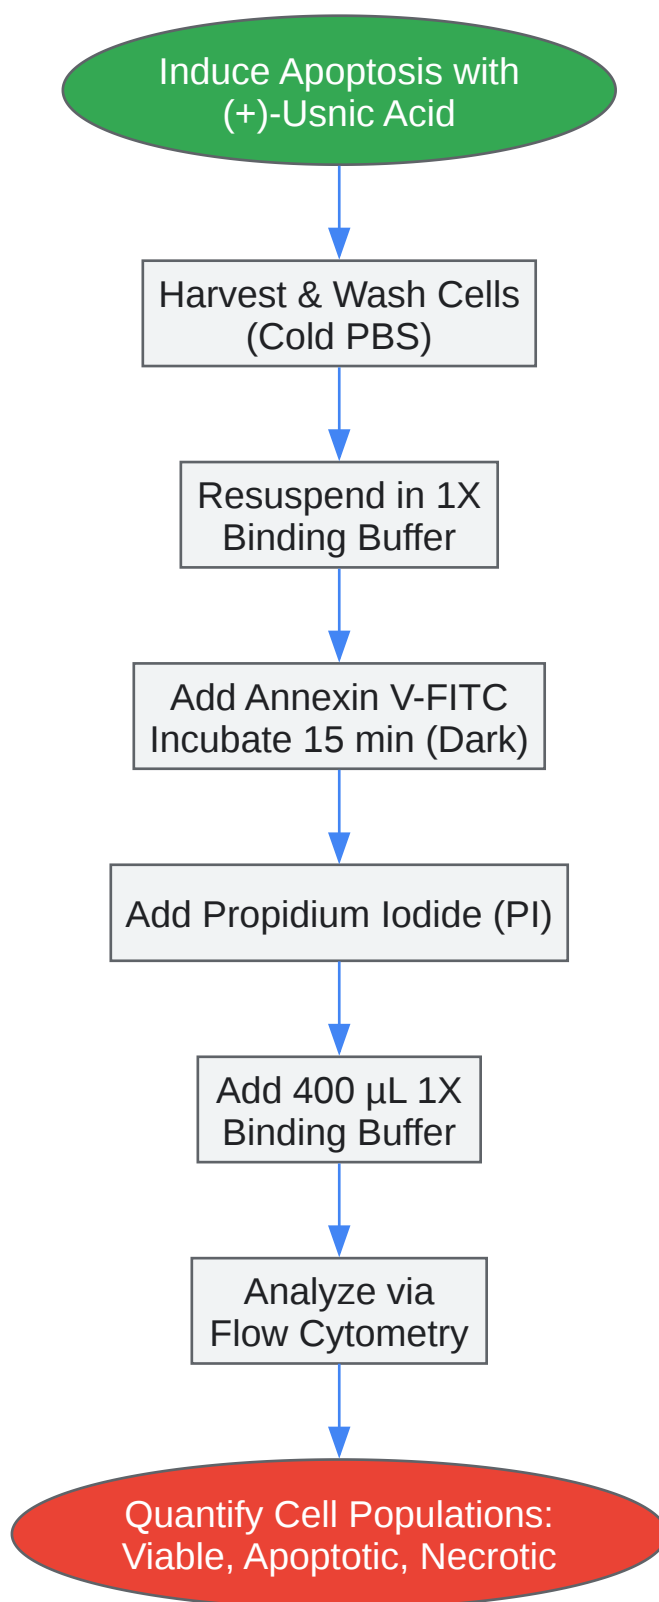 Induce Apoptosis with
(+)-Usnic Acid
Harvest & Wash Cells
(Cold PBS)
Resuspend in 1X
Binding Buffer
Add Annexin V-FITC
Incubate 15 min (Dark)
Add Propidium Iodide (PI)
Add 400 µL 1X
Binding Buffer
Analyze via
Flow Cytometry
Quantify Cell Populations:
Viable, Apoptotic, Necrotic